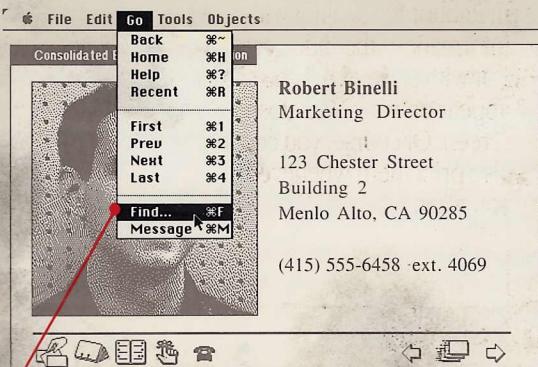 File Edit Go Tools Objects
Back ⌘~
Home ⌘H
Help ⌘?
Recent ⌘R
First ⌘1
Prev ⌘2
Next ⌘3
Last ⌘4
Find... ⌘F
Message ⌘M
Consolidated
Robert Binelli
Marketing Director
123 Chester Street
Building 2
Menlo Alto, CA 90285
(415) 555-6458 ext. 4069